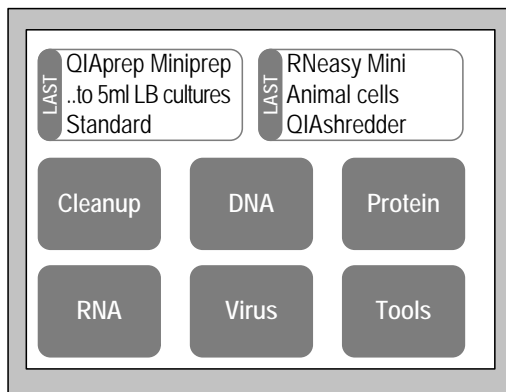 LAST
QIAprep Miniprep
..to 5ml LB cultures
Standard
LAST
RNeasy Mini
Animal cells
QIAshredder
Cleanup
DNA
Protein
RNA
Virus
Tools